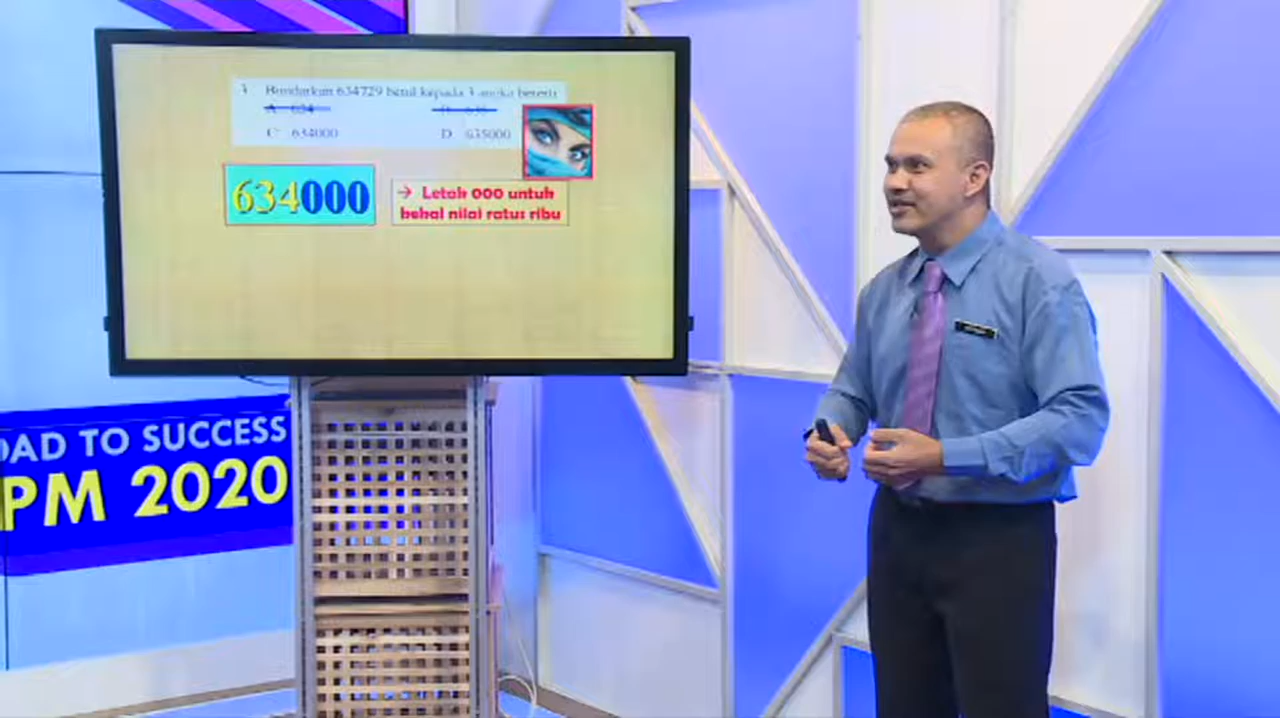 Bundarkan 634729 betul kepada 3 angka bererti
A 634
C 634000 D 635000
634000
→ Letak 000 untuk
kekal nilai ratus ribu
OAD TO SUCCESS
PM 2020